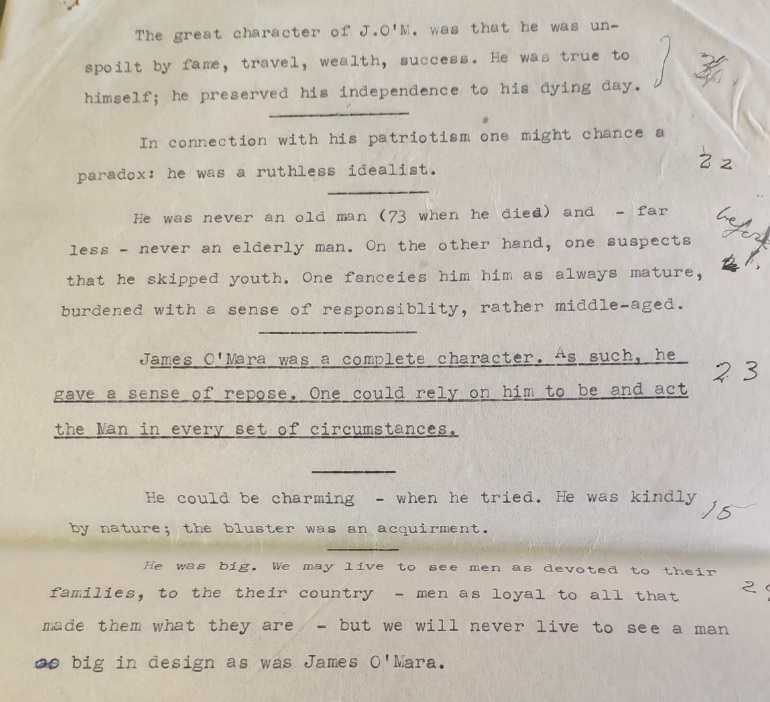 The great character of J.O'M. was that he was un-
spoilt by fame, travel, wealth, success. He was true to
himself; he preserved his independence to his dying day.
In connection with his patriotism one might chance a
22
paradox: he was a ruthless idealist.
He was never an old man (73 when he died) and - far
before
less - never an elderly man. On the other hand, one suspects
21.
that he skipped youth. One fanceies him him as always mature,
burdened with a sense of responsiblity, rather middle-aged.
James O'Mara was a complete character. As such, he
23
gave a sense of repose. One could rely on him to be and act
the Man in every set of circumstances.
He could be charming - when he tried. He was kindly
15
by nature; the bluster was an acquirment.
He was big. We may live to see men as devoted to their
families, to the their country - men as loyal to all that
made them what they are - but we will never live to see a man
so big in design as was James O'Mara.